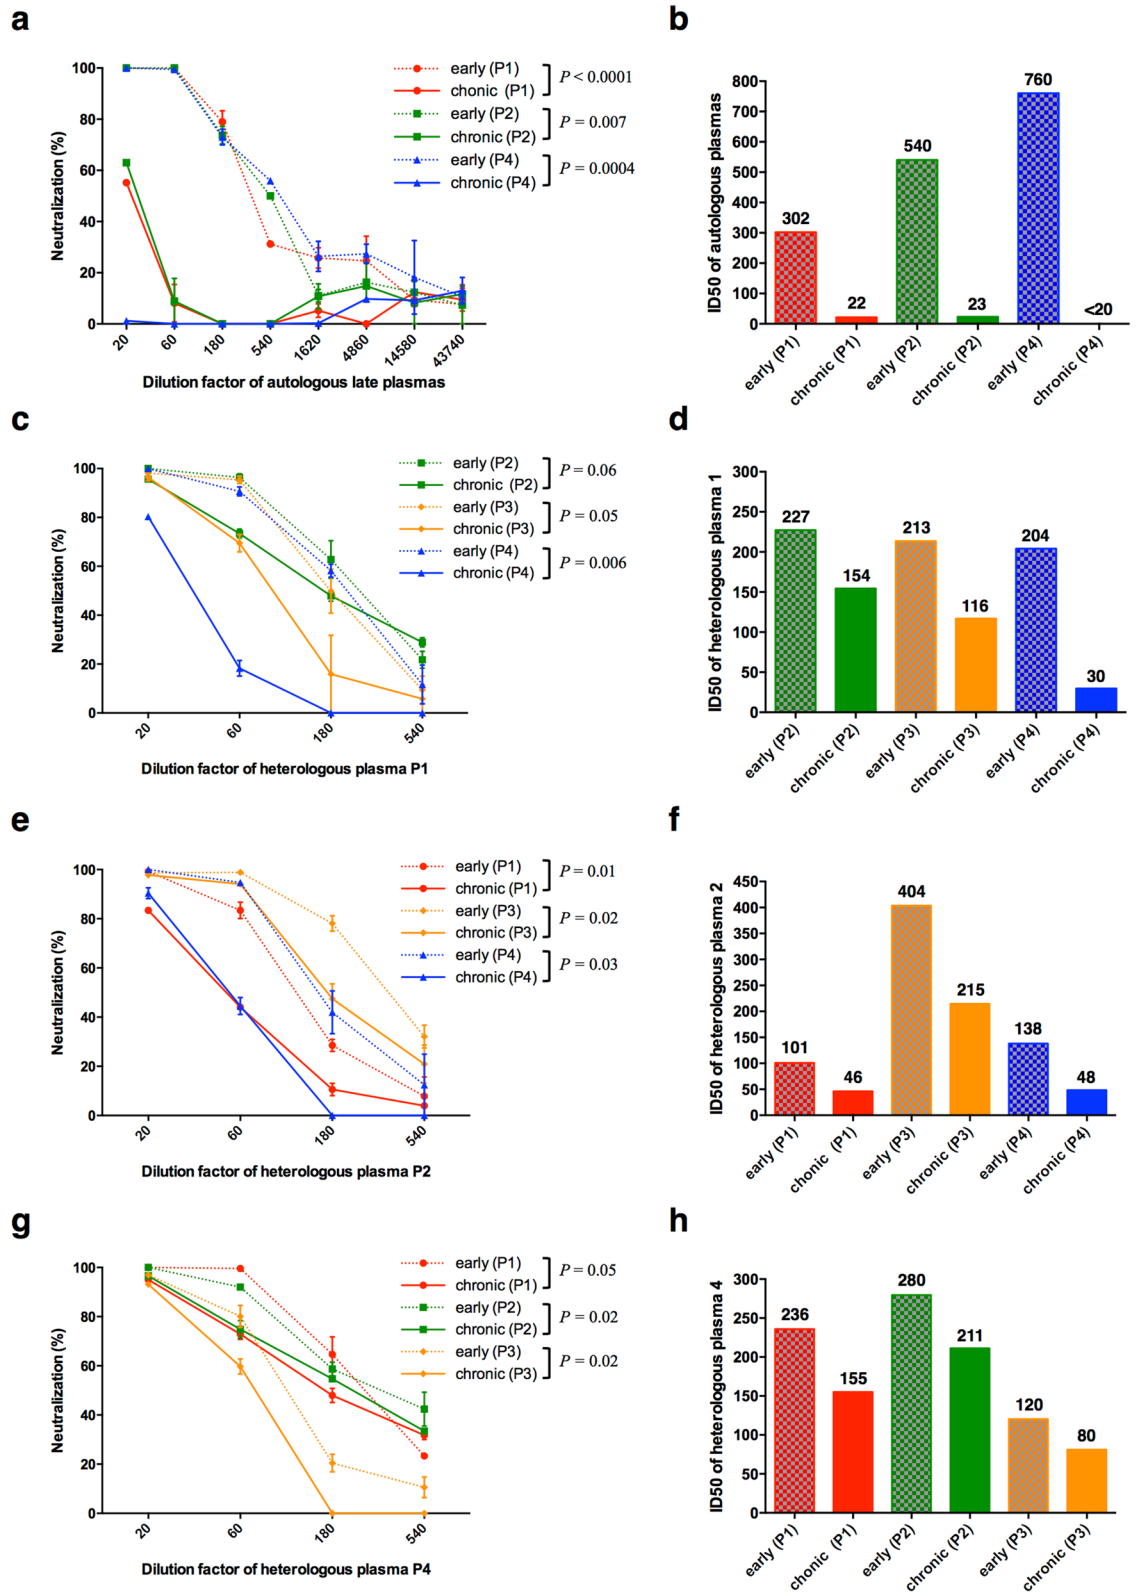 a
100
80
60
40
20
0
Neutralization (%)
20
60
180
540
1620
4860
14580
43740
Dilution factor of autologous late plasmas
early (P1)
chonic (P1)
P < 0.0001
early (P2)
chronic (P2)
P = 0.007
early (P4)
chronic (P4)
P = 0.0004
b
800
700
600
500
400
300
200
100
0
ID50 of autologous plasmas
302
22
540
23
760
<20
early (P1)
chronic (P1)
early (P2)
chronic (P2)
early (P4)
chronic (P4)
c
100
80
60
40
20
0
Neutralization (%)
20
60
180
540
Dilution factor of heterologous plasma P1
early (P2)
chronic (P2)
P = 0.06
early (P3)
chronic (P3)
P = 0.05
early (P4)
chronic (P4)
P = 0.006
d
300
250
200
150
100
50
0
ID50 of heterologous plasma 1
227
154
213
116
204
30
early (P2)
chronic (P2)
early (P3)
chronic (P3)
early (P4)
chronic (P4)
e
100
80
60
40
20
0
Neutralization (%)
20
60
180
540
Dilution factor of heterologous plasma P2
early (P1)
chronic (P1)
P = 0.01
early (P3)
chronic (P3)
P = 0.02
early (P4)
chronic (P4)
P = 0.03
f
450
400
350
300
250
200
150
100
50
0
ID50 of heterologous plasma 2
101
46
404
215
138
48
early (P1)
chonic (P1)
early (P3)
chronic (P3)
early (P4)
chronic (P4)
g
100
80
60
40
20
0
Neutralization (%)
20
60
180
540
Dilution factor of heterologous plasma P4
early (P1)
chronic (P1)
P = 0.05
early (P2)
chronic (P2)
P = 0.02
early (P3)
chronic (P3)
P = 0.02
h
300
250
200
150
100
50
0
ID50 of heterologous plasma 4
236
155
280
211
120
80
early (P1)
chronic (P1)
early (P2)
chronic (P2)
early (P3)
chronic (P3)